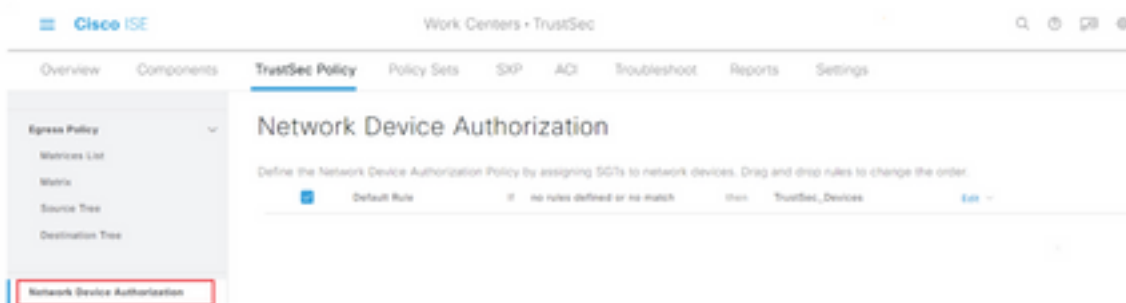 Cisco ISE
Work Centers • TrustSec
Overview Components TrustSec Policy Policy Sets SXP ACI Troubleshoot Reports Settings
Egress Policy
Matrices List
Matrix
Source Tree
Destination Tree
Network Device Authorization
Network Device Authorization
Define the Network Device Authorization Policy by assigning SGTs to network devices. Drag and drop rules to change the order.
Default Rule If no rules defined or no match then TrustSec_Devices Edit